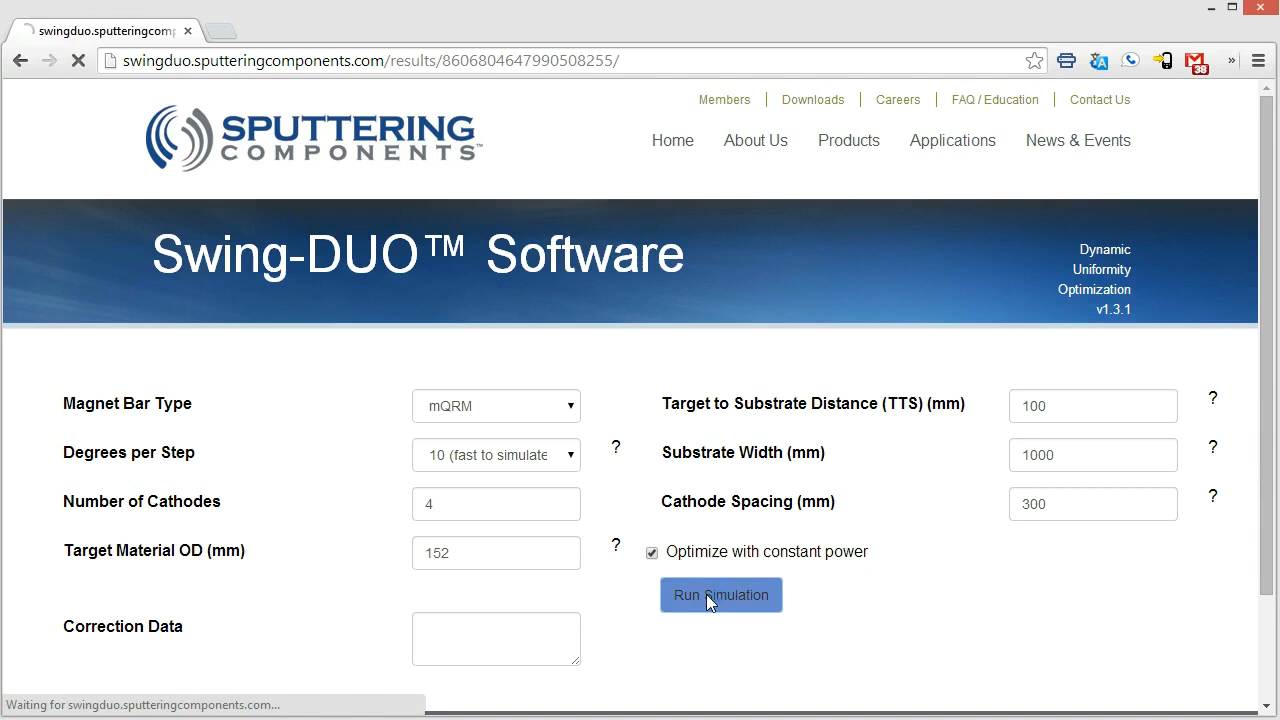 swingduo.sputteringcomp
swingduo.sputteringcomponents.com/results/8606804647990508255/
38
Members
Downloads
Careers
FAQ / Education
Contact Us
SPUTTERING
COMPONENTS™
Home
About Us
Products
Applications
News & Events
Swing-DUO™ Software
Dynamic
Uniformity
Optimization
v1.3.1
Magnet Bar Type
mQRM
Target to Substrate Distance (TTS) (mm)
100
?
Degrees per Step
10 (fast to simulate
?
Substrate Width (mm)
1000
?
Number of Cathodes
4
Cathode Spacing (mm)
300
?
Target Material OD (mm)
152
?
Optimize with constant power
Run Simulation
Correction Data
Waiting for swingduo.sputteringcomponents.com...